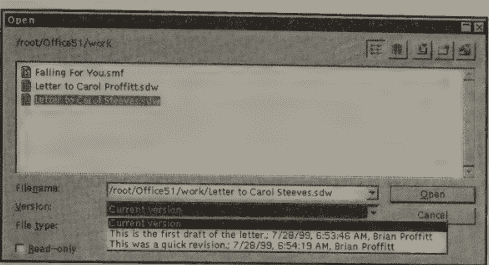 Open
/root/Office51/work
Falling For You.smf
Letter to Carol Proffitt.sdw
Letter to Carol Steeves.sdw
Filename: /root/Office51/work/Letter to Carol Steeves.sdw Open
Version: Current version Cancel
File type: Current version
This is the first draft of the letter.; 7/28/99, 6:53:46 AM, Brian Proffitt
This was a quick revision.; 7/28/99, 6:54:19 AM, Brian Proffitt
Read-only